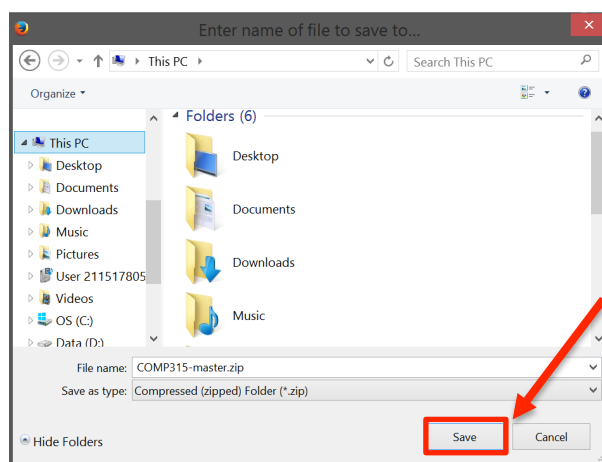 Enter name of file to save to...
This PC
Search This PC
Organize
Folders (6)
This PC
Desktop
Documents
Downloads
Music
Pictures
User 211517805
Videos
OS (C:)
Data (D:)
Desktop
Documents
Downloads
Music
File name: COMP315-master.zip
Save as type: Compressed (zipped) Folder (*.zip)
Hide Folders
Save
Cancel